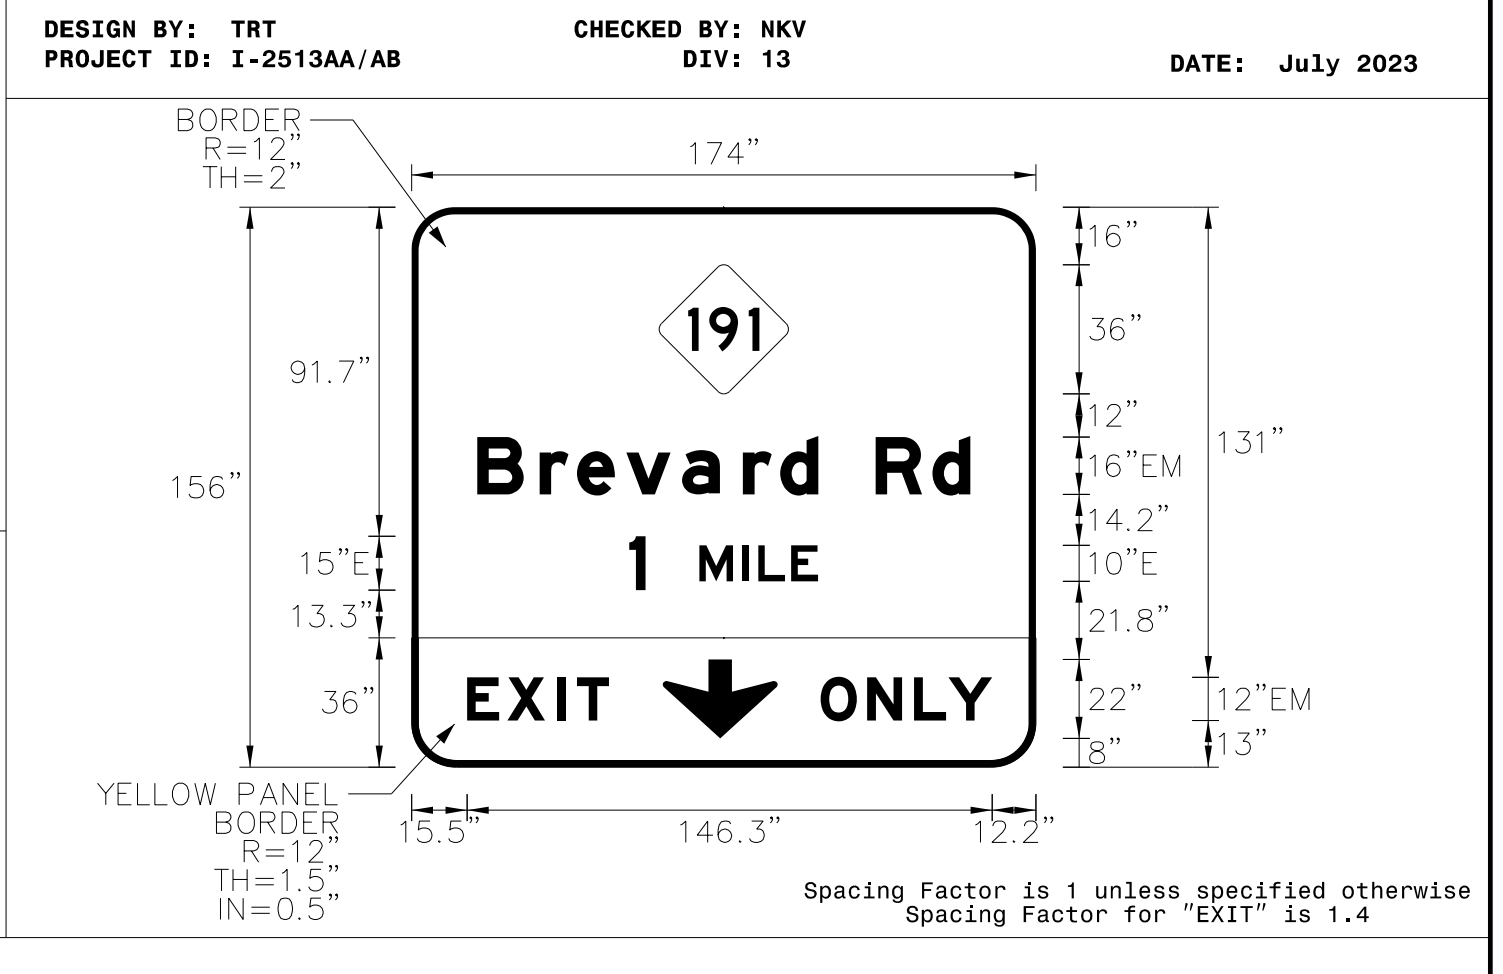 DESIGN BY: TRT
CHECKED BY: NKV
PROJECT ID: I-2513AA/AB
DIV: 13
DATE: July 2023
BORDER
R=12”
TH=2”
174”
16”
191
36”
91.7”
12”
131”
Brevard Rd
16”EM
156”
14.2”
15”E
1 MILE
10”E
13.3”
21.8”
36”
EXIT ONLY
22”
12”EM
8”
13”
YELLOW PANEL
BORDER
R=12”
TH=1.5”
IN=0.5”
15.5”
146.3”
12.2”
Spacing Factor is 1 unless specified otherwise
Spacing Factor for ”EXIT” is 1.4